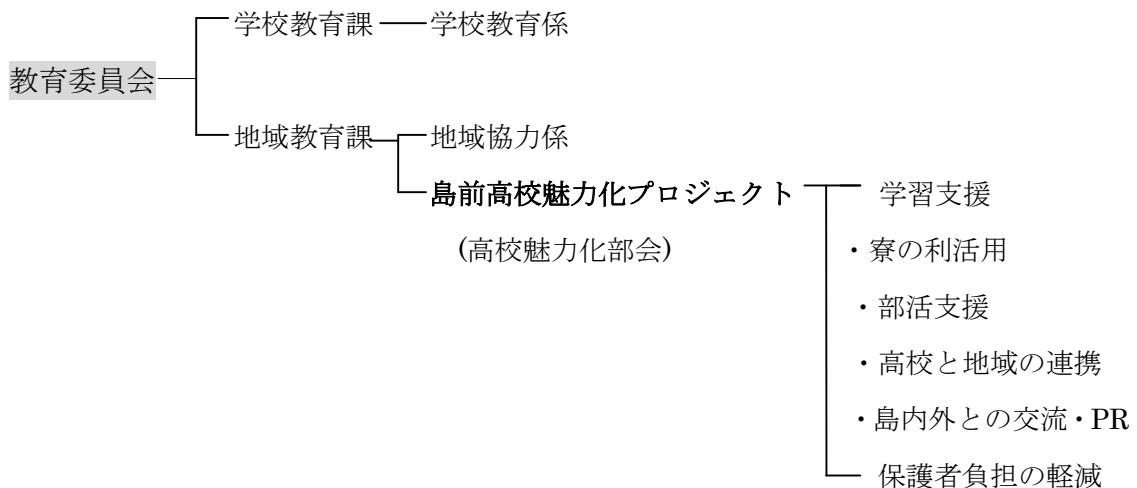 学校教育課 学校教育係
教育委員会
地域教育課 地域協力係
島前高校魅力化プロジェクト 学習支援
(高校魅力化部会) ・寮の利活用
・部活支援
・高校と地域の連携
・島内外との交流・PR
保護者負担の軽減